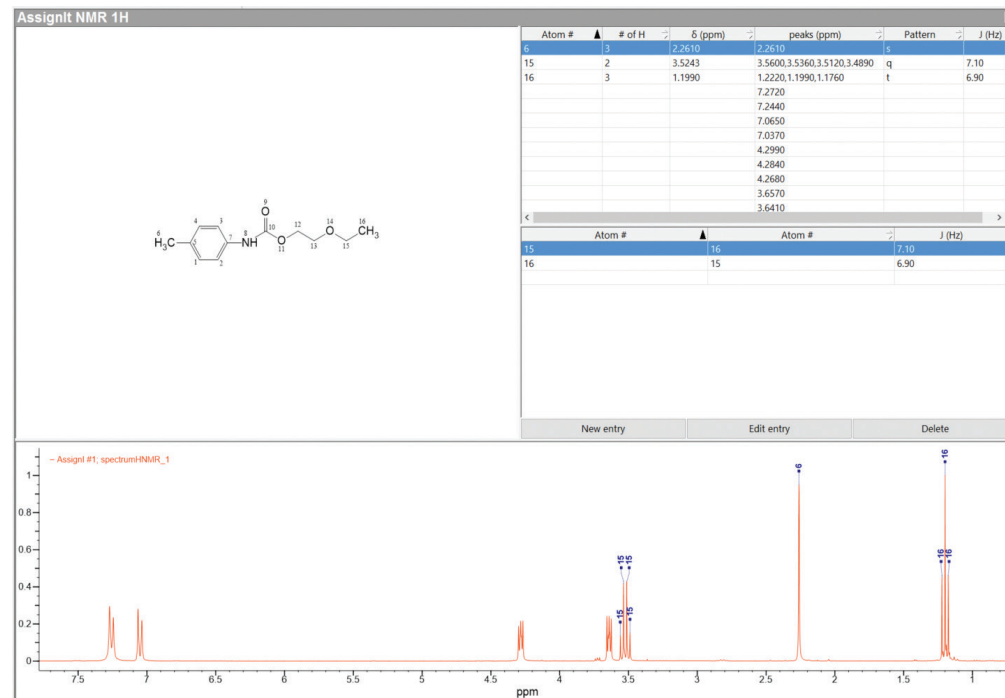 AssignIt NMR 1H
Atom # # of H δ (ppm) peaks (ppm) Pattern J (Hz)
6 3 2.2610 2.2610 s
15 2 3.5243 3.5600,3.5360,3.5120,3.4890 q 7.10
16 3 1.1990 1.2220,1.1990,1.1760 t 6.90
7.2720
7.2440
7.0650
7.0370
4.2990
4.2840
4.2680
3.6570
3.6410
9
O
4 3 8 10 12 14 16
6 H₃C 5 7 NH O 11 13 O 15 CH₃
1 2
Atom # Atom # J (Hz)
15 16 7.10
16 15 6.90
New entry Edit entry Delete
– AssignI #1; spectrumHNMR_1
1
0.8
0.6
0.4
0.2
0
15 15 15 15 6 16 16 16
7.5 7 6.5 6 5.5 5 4.5 4 3.5 3 2.5 2 1.5 1
ppm